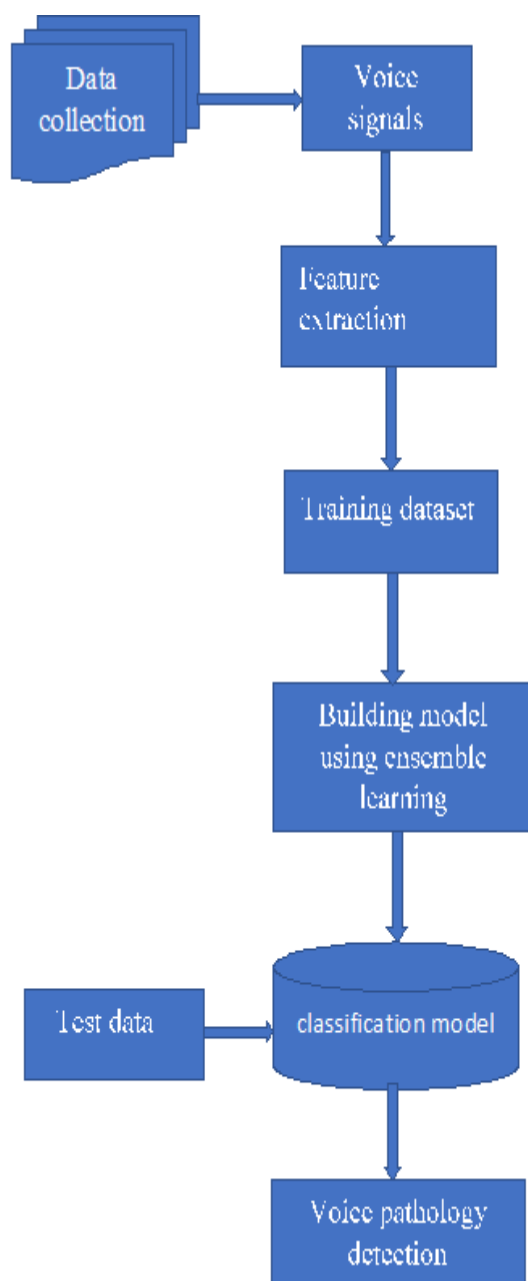 Data
collection
Voice
signals
Feature
extraction
Training dataset
Building model
using ensemble
learning
Test data
classification model
Voice pathology
detection